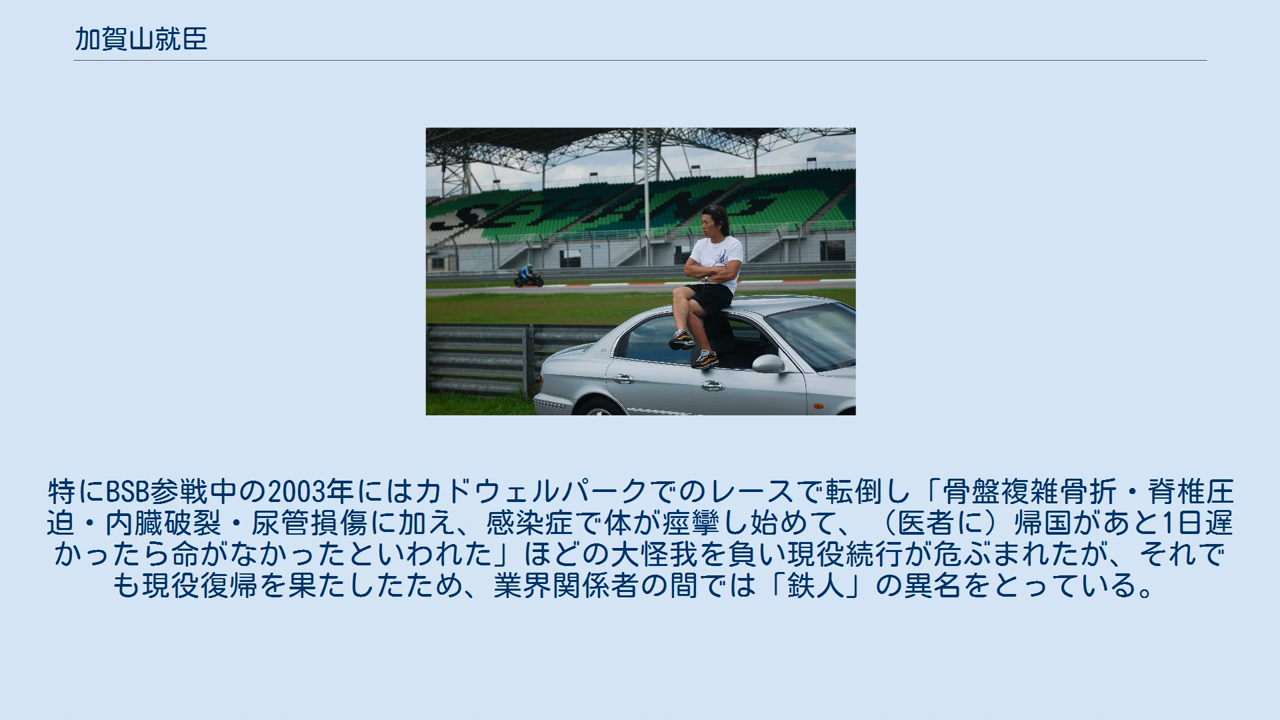 加賀山就臣
SEPANG
特にBSB参戦中の2003年にはカドウェルパークでのレースで転倒し「骨盤複雑骨折・脊椎圧
迫・内臓破裂・尿管損傷に加え、感染症で体が痙攣し始めて、（医者に）帰国があと1日遅
かったら命がなかったといわれた」ほどの大怪我を負い現役続行が危ぶまれたが、それで
も現役復帰を果たしたため、業界関係者の間では「鉄人」の異名をとっている。